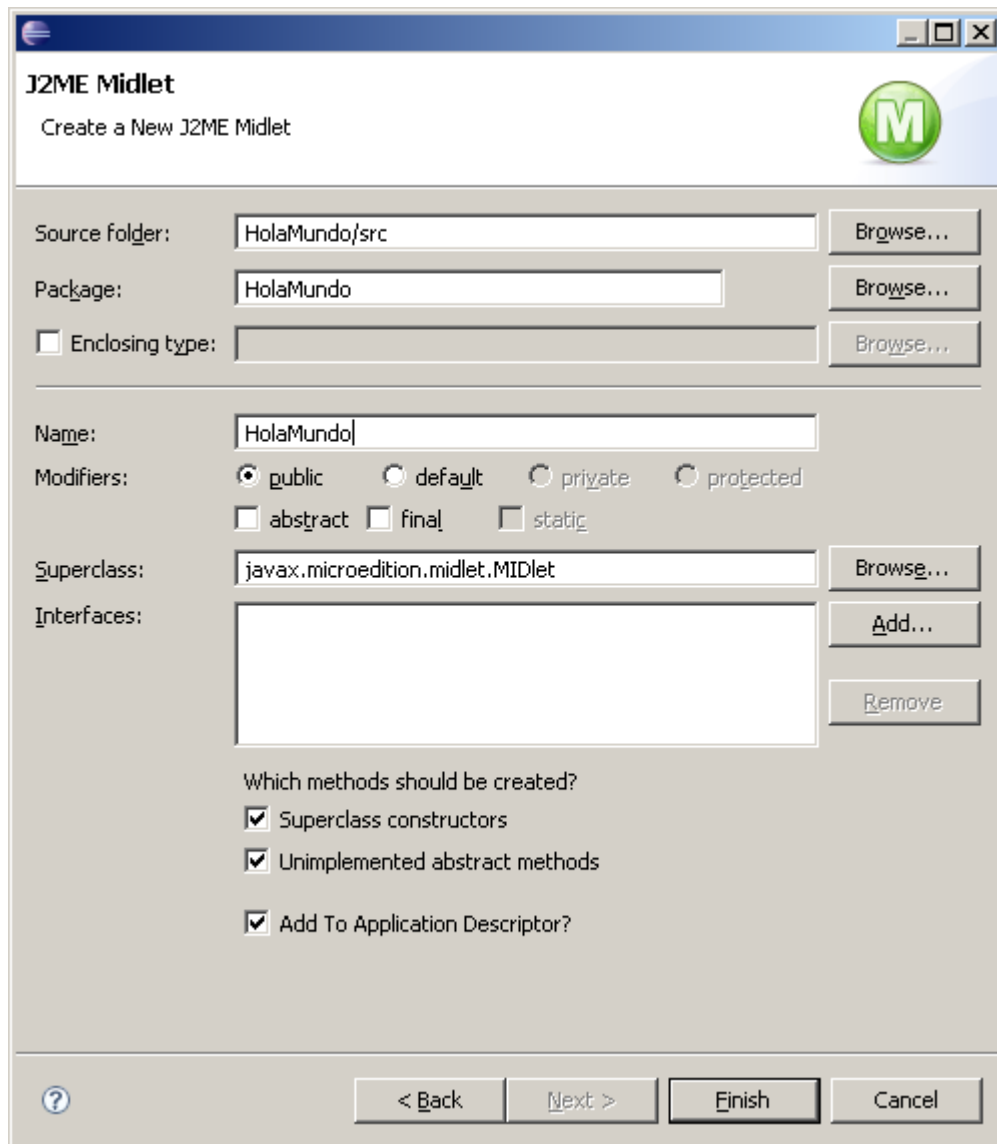 J2ME Midlet
Create a New J2ME Midlet
M
Source folder: HolaMundo/src Browse...
Package: HolaMundo Browse...
Enclosing type: Browse...
Name: HolaMundo
Modifiers: public default private protected
abstract final static
Superclass: javax.microedition.midlet.MIDlet Browse...
Interfaces: Add...
Remove
Which methods should be created?
Superclass constructors
Unimplemented abstract methods
Add To Application Descriptor?
? < Back Next > Finish Cancel